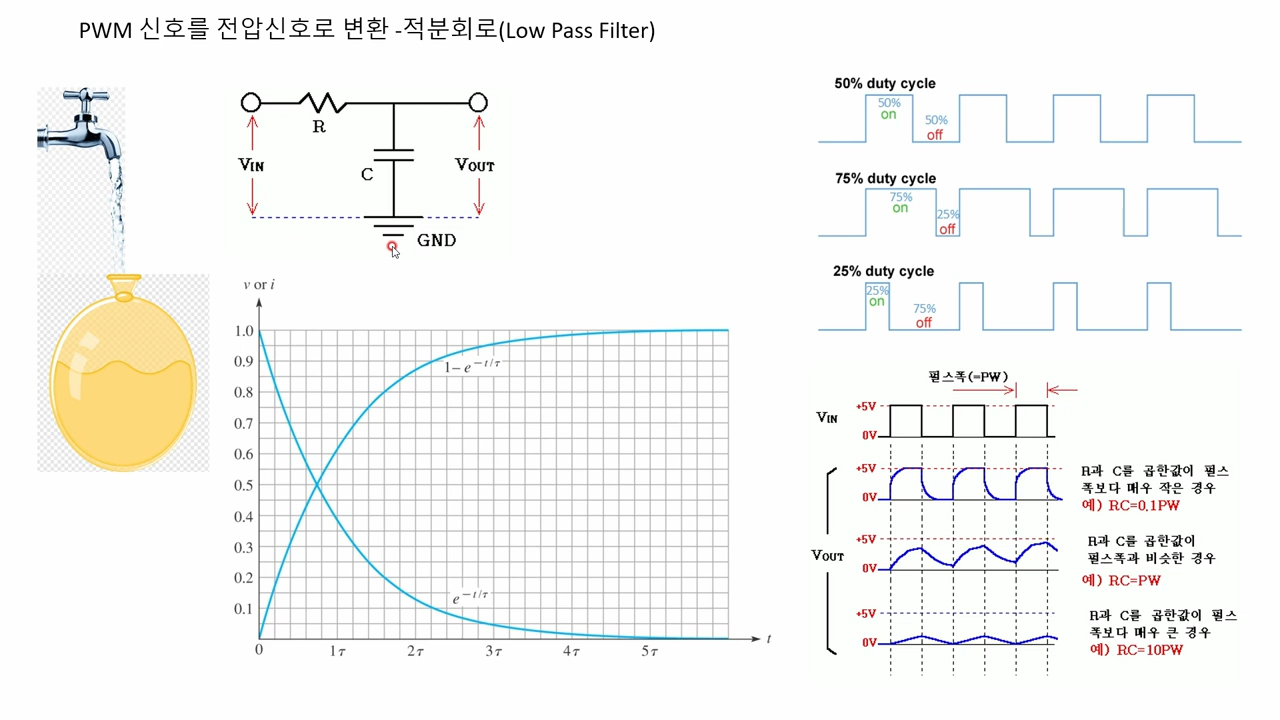 PWM 신호를 전압신호로 변환 -적분회로(Low Pass Filter)
R
VIN
C
VOUT
GND
v or i
1.0
0.9
0.8
0.7
0.6
0.5
0.4
0.3
0.2
0.1
1−e−t/τ
e−t/τ
0
1τ
2τ
3τ
4τ
5τ
t
50% duty cycle
50%
on
50%
off
75% duty cycle
75%
on
25%
off
25% duty cycle
25%
on
75%
off
펄스폭(=PW)
VIN
+5V
0V
VOUT
+5V
0V
R과 C를 곱한값이 펄스
폭보다 매우 작은 경우
예) RC=0.1PW
+5V
0V
R과 C를 곱한값이
펄스폭과 비슷한 경우
예) RC=PW
+5V
0V
R과 C를 곱한값이 펄스
폭보다 매우 큰 경우
예) RC=10PW